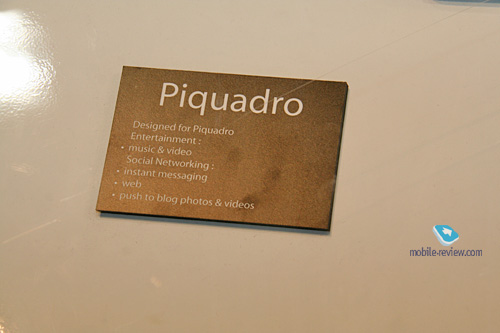 Piquadro
Designed for Piquadro
Entertainment :
• music & video
Social Networking :
• instant messaging
• web
• push to blog photos & videos
mobile-review.com